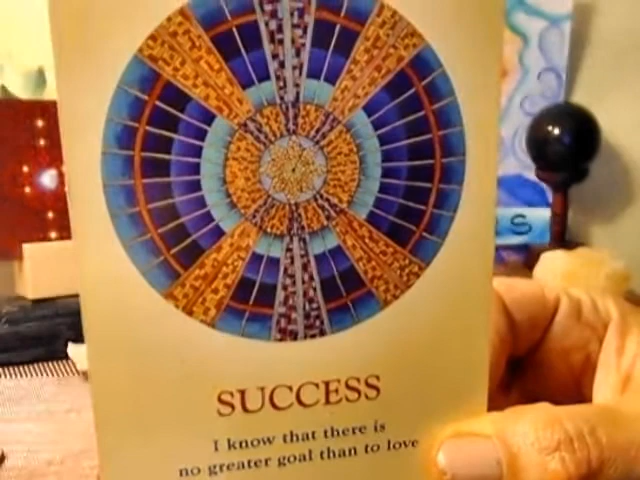 SUCCESS
I know that there is
no greater goal than to love
S